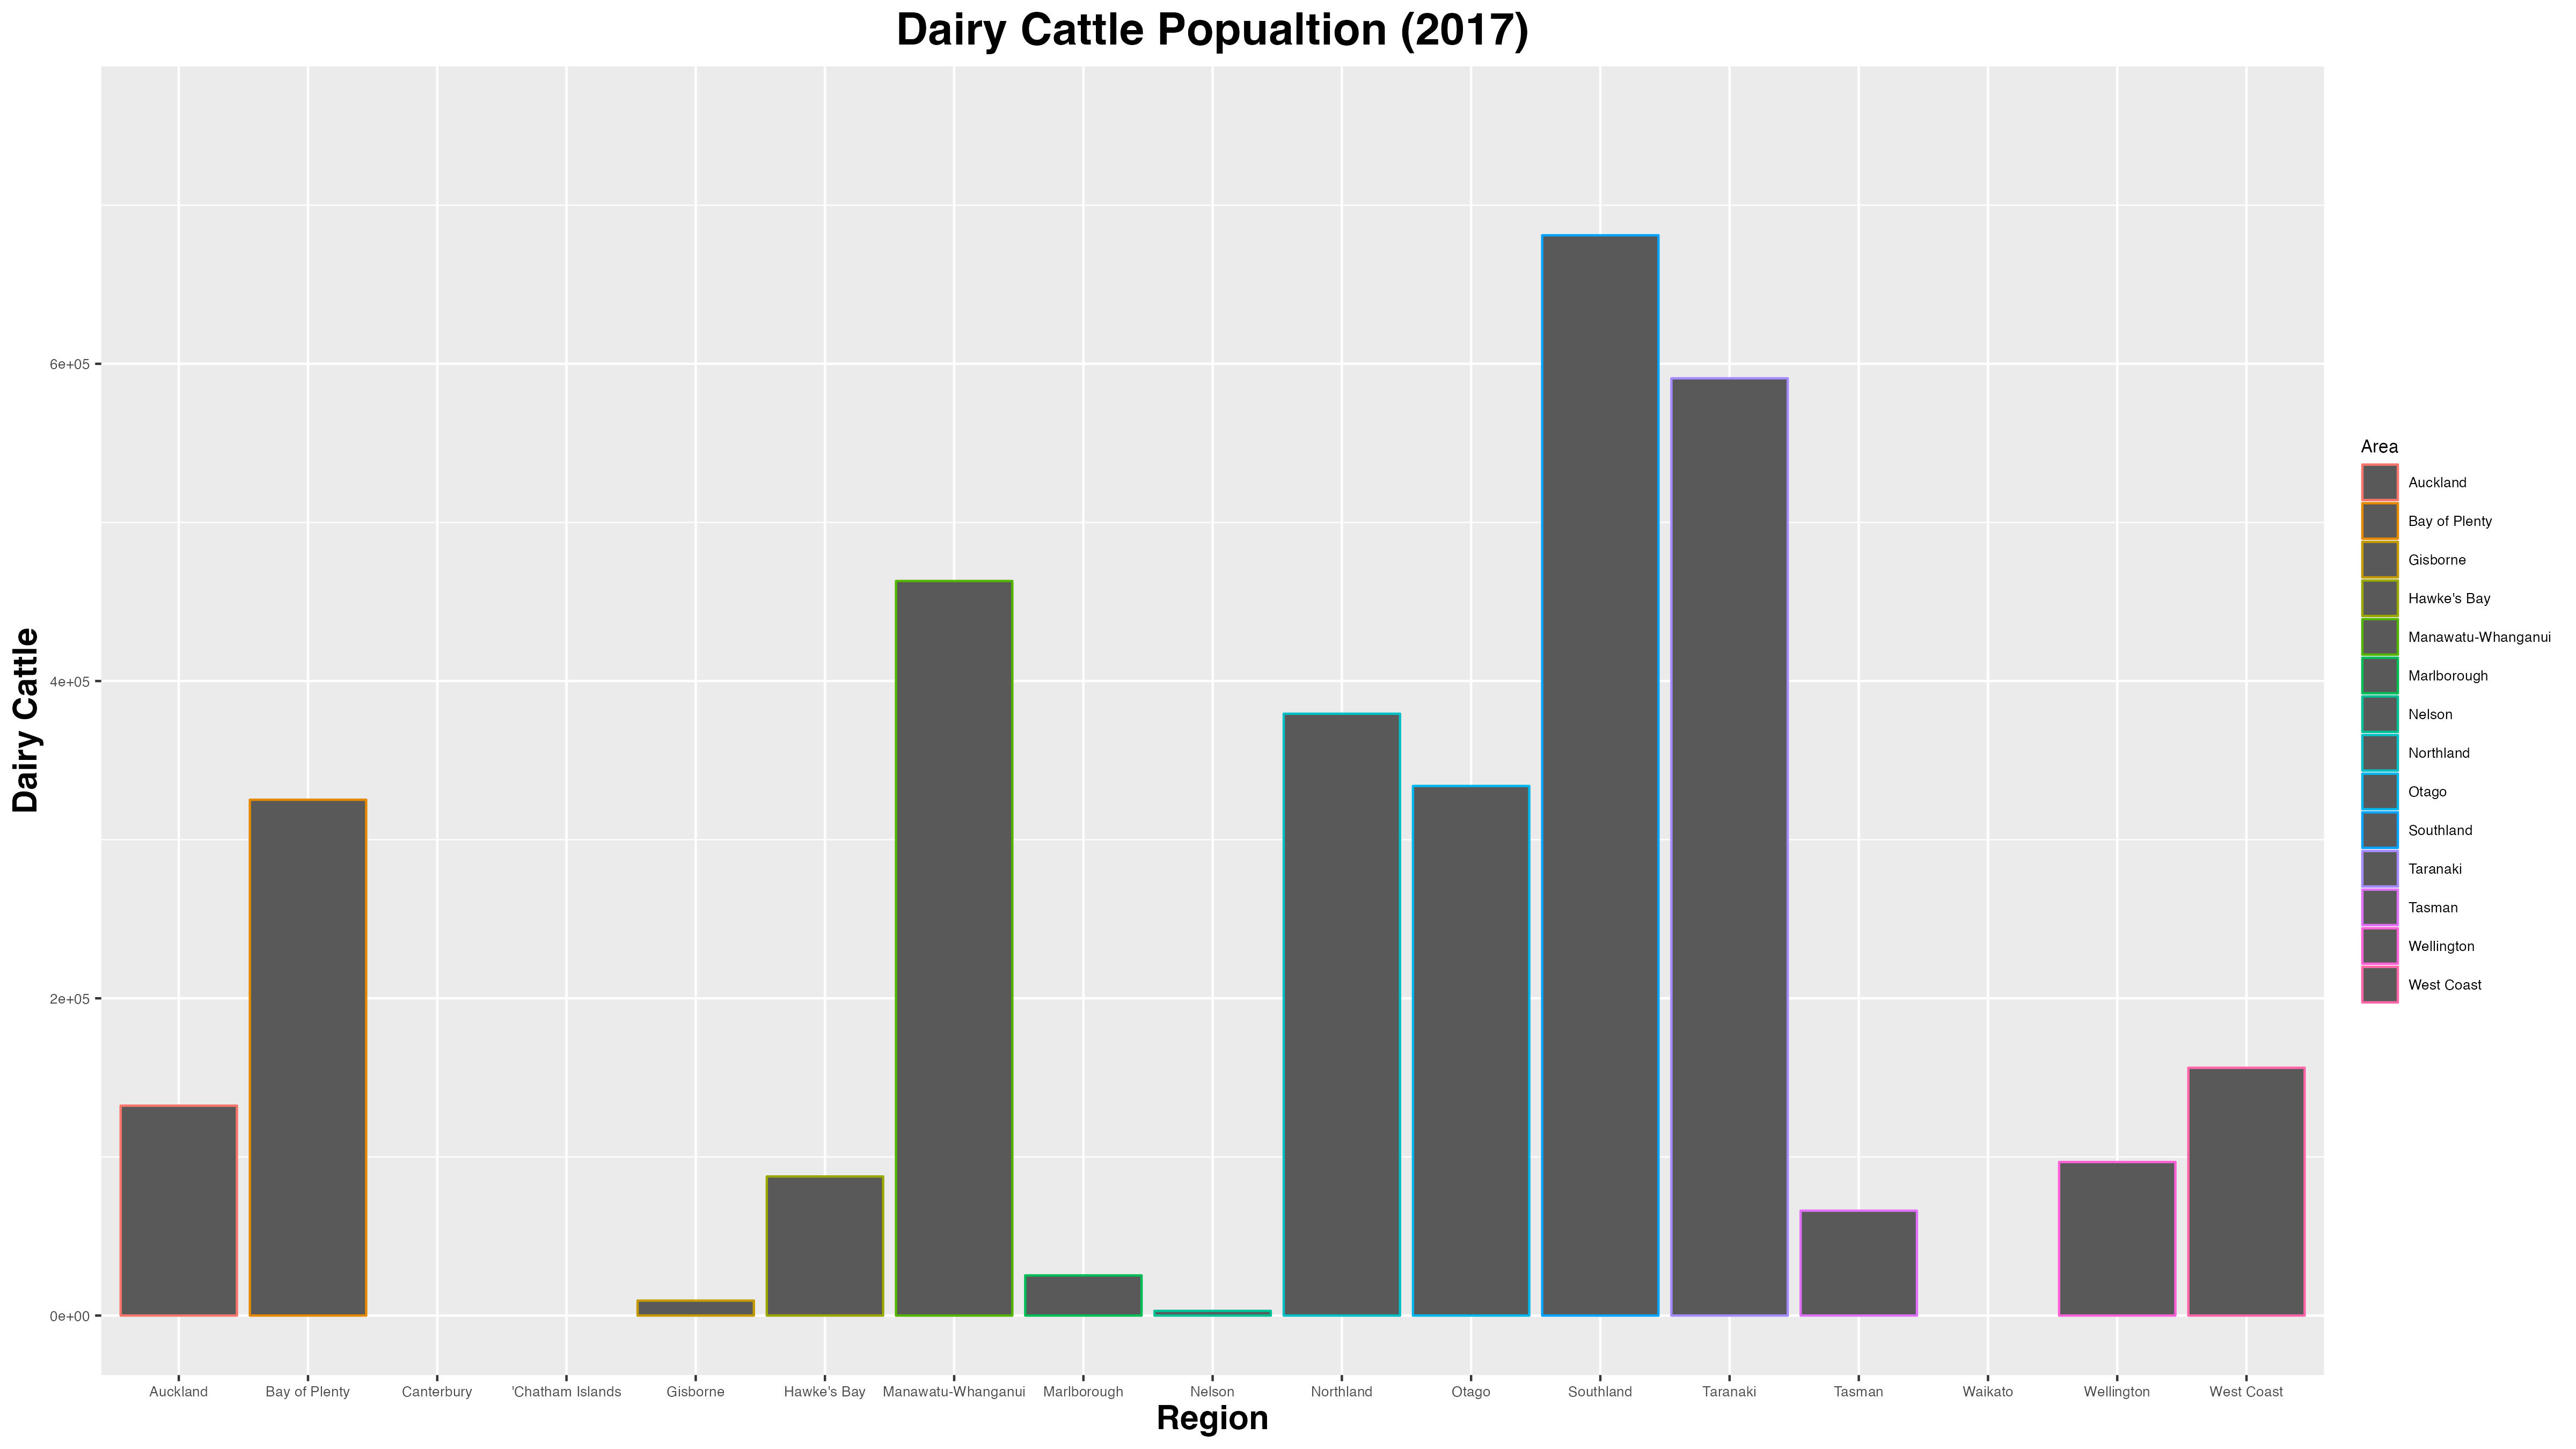 Dairy Cattle Popualtion (2017)
Dairy Cattle
6e+05
4e+05
2e+05
0e+00
Auckland
Bay of Plenty
Canterbury
'Chatham Islands
Gisborne
Hawke's Bay
Manawatu-Whanganui
Marlborough
Nelson
Northland
Otago
Southland
Taranaki
Tasman
Waikato
Wellington
West Coast
Region
Area
Auckland
Bay of Plenty
Gisborne
Hawke's Bay
Manawatu-Whanganui
Marlborough
Nelson
Northland
Otago
Southland
Taranaki
Tasman
Wellington
West Coast